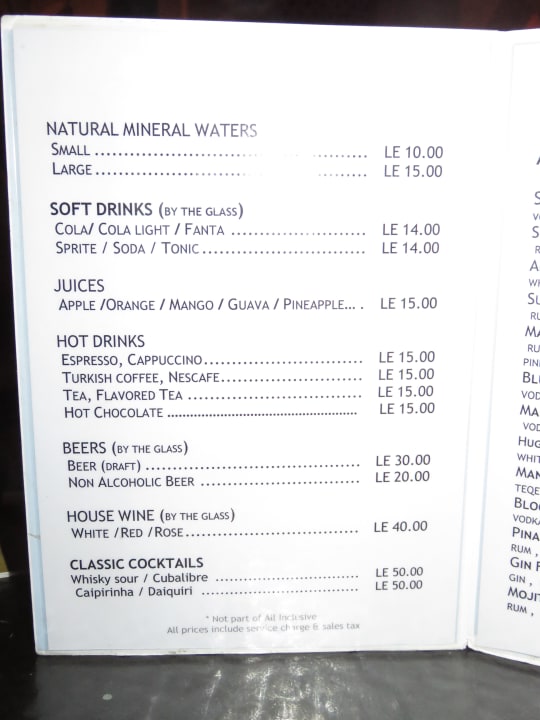 NATURAL MINERAL WATERS
SMALL ........................ LE 10.00
LARGE ........................ LE 15.00
SOFT DRINKS (BY THE GLASS)
COLA/ COLA LIGHT / FANTA ................... LE 14.00
SPRITE / SODA / TONIC ....................... LE 14.00
JUICES
APPLE /ORANGE / MANGO / GUAVA / PINEAPPLE... . LE 15.00
HOT DRINKS
ESPRESSO, CAPPUCCINO....................... LE 15.00
TURKISH COFFEE, NESCAFE..................... LE 15.00
TEA, FLAVORED TEA .......................... LE 15.00
HOT CHOCOLATE ................................................ LE 15.00
BEERS (BY THE GLASS)
BEER (DRAFT) ................................ LE 30.00
NON ALCOHOLIC BEER ........................ LE 20.00
HOUSE WINE (BY THE GLASS)
WHITE /RED /ROSE.......................... LE 40.00
CLASSIC COCKTAILS
Whisky sour / Cubalibre ........................ LE 50.00
Caipirinha / Daiquiri ........................... LE 50.00
* Not part of All Inclusive
All prices include service charge & sales tax
RUM ,
GIN ,
RUM ,